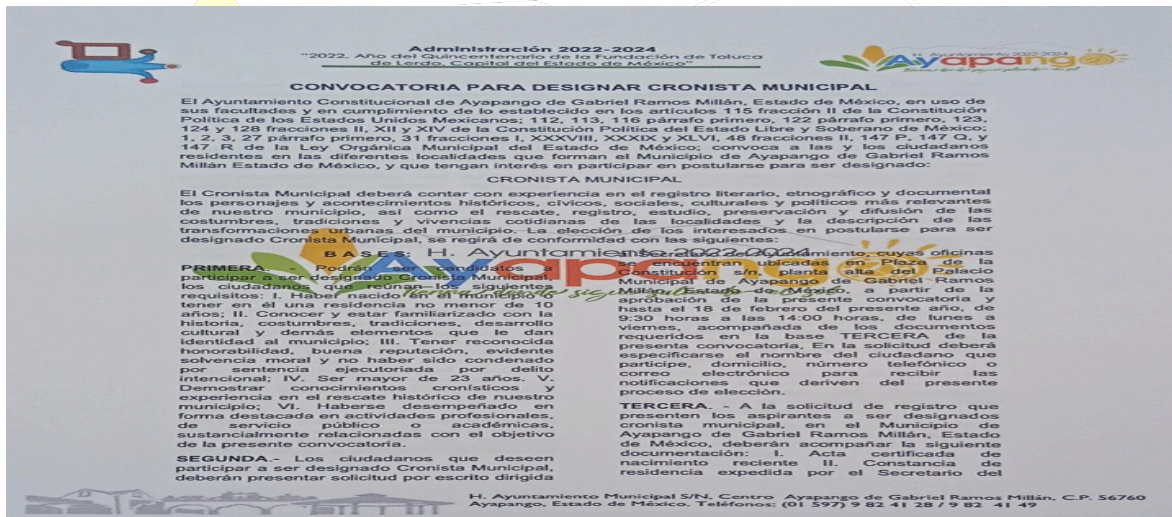 Administración 2022-2024
"2022. Año del Quincentenario de la Fundación de Toluca
de Lerdo, Capital del Estado de México"
H. Ayuntamiento 2022-2024
Ayapango
CONVOCATORIA PARA DESIGNAR CRONISTA MUNICIPAL
El Ayuntamiento Constitucional de Ayapango de Gabriel Ramos Millán, Estado de México, en uso de
sus facultades y en cumplimiento de lo establecido en los artículos 115 fracción II de la Constitución
Política de los Estados Unidos Mexicanos; 112, 113, 116 párrafo primero, 122 párrafo primero, 123,
124 y 128 fracciones II, XII y XIV de la Constitución Política del Estado Libre y Soberano de México;
1, 2, 3, 27 párrafo primero, 31 fracciones I, XXXVIII, XXXIX y XLVI, 48 fracciones II, 147 P, 147 Q, y
147 R de la Ley Orgánica Municipal del Estado de México; convoca a las y los ciudadanos
residentes en las diferentes localidades que forman el Municipio de Ayapango de Gabriel Ramos
Millán Estado de México, y que tengan interés en participar en postularse para ser designado:
CRONISTA MUNICIPAL
El Cronista Municipal deberá contar con experiencia en el registro literario, etnográfico y documental
los personajes y acontecimientos históricos, cívicos, sociales, culturales y políticos más relevantes
de nuestro municipio, así como el rescate, registro, estudio, preservación y difusión de las
costumbres, tradiciones y vivencias cotidianas de las localidades y la descripción de las
transformaciones urbanas del municipio. La elección de los interesados en postularse para ser
designado Cronista Municipal, se regirá de conformidad con las siguientes:
H. Ayuntamiento 2022-2024
Ayapango
B A S E S:
PRIMERA. - Podrán ser candidatos a
participar a ser designado Cronista Municipal,
los ciudadanos que reúnan los siguientes
requisitos: I. Haber nacido en el municipio o
tener en él una residencia no menor de 10
años; II. Conocer y estar familiarizado con la
historia, costumbres, tradiciones, desarrollo
cultural y demás elementos que le dan
identidad al municipio; III. Tener reconocida
honorabilidad, buena reputación, evidente
solvencia moral y no haber sido condenado
por sentencia ejecutoriada por delito
intencional; IV. Ser mayor de 23 años. V.
Demostrar conocimientos cronísticos y
experiencia en el rescate histórico de nuestro
municipio; VI. Haberse desempeñado en
forma destacada en actividades profesionales,
de servicio público o académicas,
sustancialmente relacionadas con el objetivo
de la presente convocatoria.
SEGUNDA.- Los ciudadanos que deseen
participar a ser designado Cronista Municipal,
deberán presentar solicitud por escrito dirigida
al Secretario del Ayuntamiento, cuyas oficinas
se encuentran ubicadas en Plaza de la
Constitución s/n, planta alta del Palacio
Municipal de Ayapango de Gabriel Ramos
Millán, Estado de México, a partir de la
aprobación de la presente convocatoria y
hasta el 18 de febrero del presente año, de
9:30 horas a las 14:00 horas, de lunes a
viernes, acompañada de los documentos
requeridos en la base TERCERA de la
presenta convocatoria, En la solicitud deberá
especificarse el nombre del ciudadano que
participe, domicilio, número telefónico o
correo electrónico para recibir las
notificaciones que deriven del presente
proceso de elección.
TERCERA. - A la solicitud de registro que
presenten los aspirantes a ser designados
cronista municipal, en el Municipio de
Ayapango de Gabriel Ramos Millán, Estado
de México, deberán acompañar la siguiente
documentación: I. Acta certificada de
nacimiento reciente II. Constancia de
residencia expedida por el Secretario del
H. Ayuntamiento Municipal S/N, Centro Ayapango de Gabriel Ramos Millán, C.P. 56760
Ayapango, Estado de México. Teléfonos: (01 597) 9 82 41 28 / 9 82 41 49